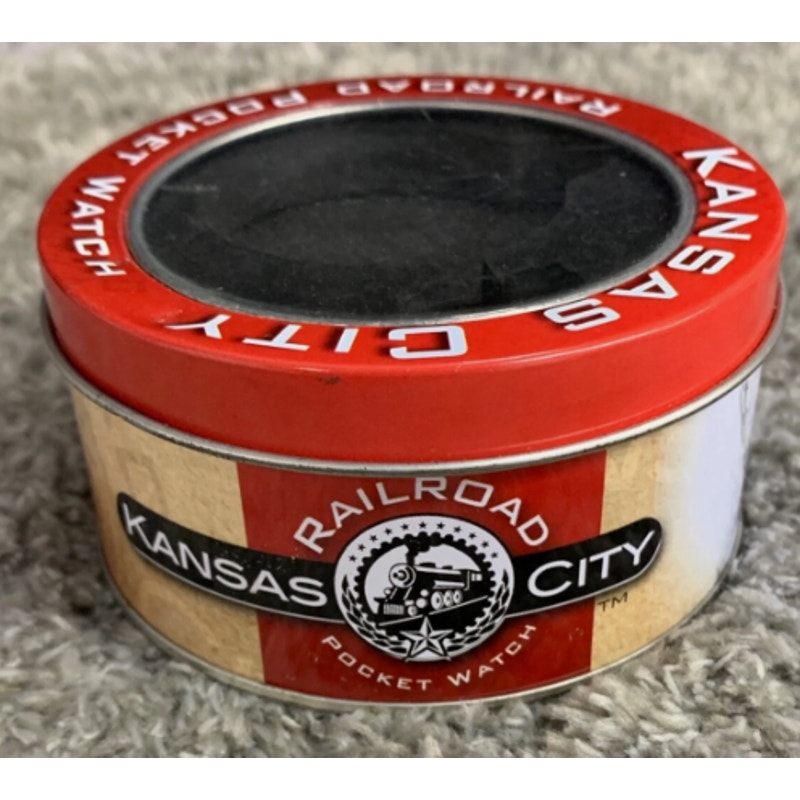 KANSAS CITY
RAILROAD POCKET WATCH
RAILROAD
KANSAS CITY
POCKET WATCH
TM